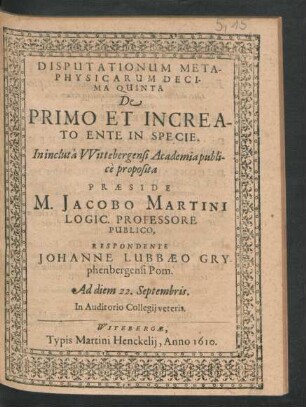 DISPUTATIONUM META-
PHYSICARUM DECI-
MA QUINTA
De
PRIMO ET INCREA-
TO ENTE IN SPECIE.
In inclutâ VVittebergensi Academia publi-
cè proposita
PRÆSIDE
M. JACOBO MARTINI
LOGIC. PROFESSORE
PUBLICO,
RESPONDENTE
JOHANNE LUBBÆO GRY-
phenbergensi Pom.
Ad diem 22. Septembris.
In Auditorio Collegij veteris.
WITEBERGÆ,
Typis Martini Henckelij, Anno 1610.